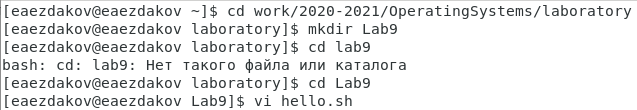 [eaezdakov@eaezdakov ~]$ cd work/2020-2021/OperatingSystems/laboratory
[eaezdakov@eaezdakov laboratory]$ mkdir Lab9
[eaezdakov@eaezdakov laboratory]$ cd lab9
bash: cd: lab9: Нет такого файла или каталога
[eaezdakov@eaezdakov laboratory]$ cd Lab9
[eaezdakov@eaezdakov Lab9]$ vi hello.sh